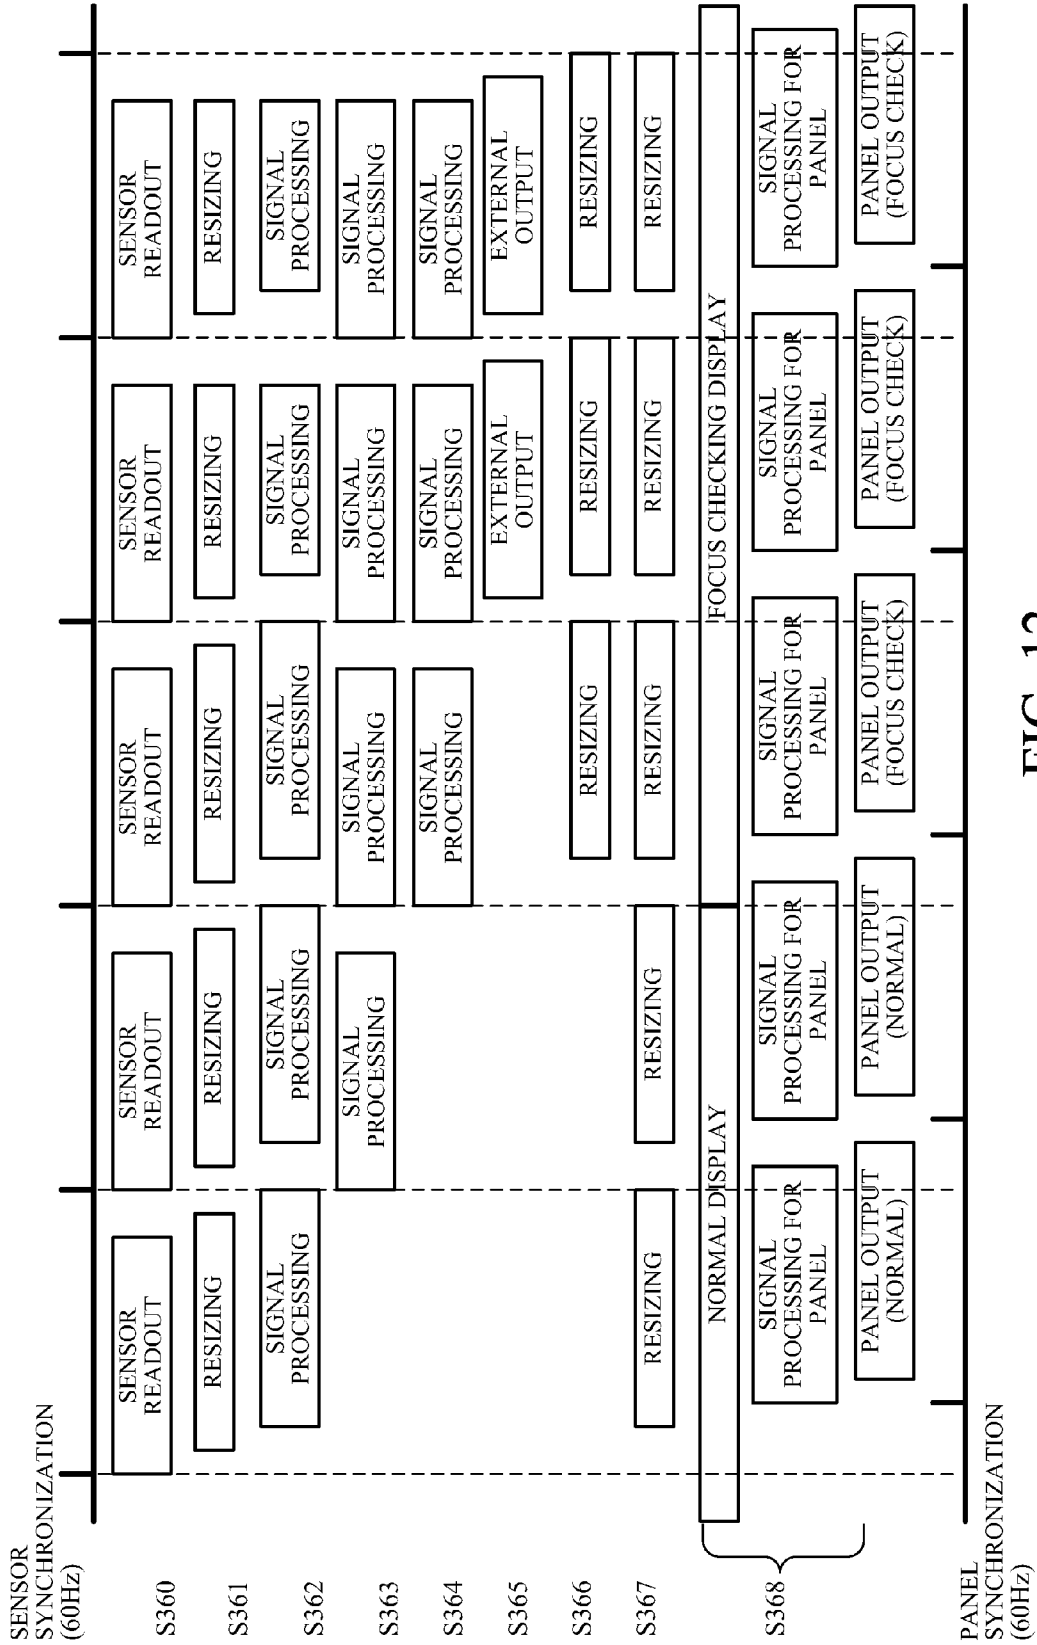 SENSOR
SYNCHRONIZATION
(60Hz)
S360
SENSOR
READOUT
SENSOR
READOUT
SENSOR
READOUT
SENSOR
READOUT
SENSOR
READOUT
S361
RESIZING
RESIZING
RESIZING
RESIZING
RESIZING
S362
SIGNAL
PROCESSING
SIGNAL
PROCESSING
SIGNAL
PROCESSING
SIGNAL
PROCESSING
SIGNAL
PROCESSING
S363
SIGNAL
PROCESSING
SIGNAL
PROCESSING
SIGNAL
PROCESSING
SIGNAL
PROCESSING
S364
SIGNAL
PROCESSING
SIGNAL
PROCESSING
SIGNAL
PROCESSING
S365
EXTERNAL
OUTPUT
EXTERNAL
OUTPUT
S366
RESIZING
RESIZING
RESIZING
S367
RESIZING
RESIZING
RESIZING
RESIZING
RESIZING
NORMAL DISPLAY
FOCUS CHECKING DISPLAY
S368
SIGNAL
PROCESSING FOR
PANEL
SIGNAL
PROCESSING FOR
PANEL
SIGNAL
PROCESSING FOR
PANEL
SIGNAL
PROCESSING FOR
PANEL
SIGNAL
PROCESSING FOR
PANEL
PANEL OUTPUT
(NORMAL)
PANEL OUTPUT
(NORMAL)
PANEL OUTPUT
(FOCUS CHECK)
PANEL OUTPUT
(FOCUS CHECK)
PANEL OUTPUT
(FOCUS CHECK)
PANEL
SYNCHRONIZATION
(60Hz)
FIG.